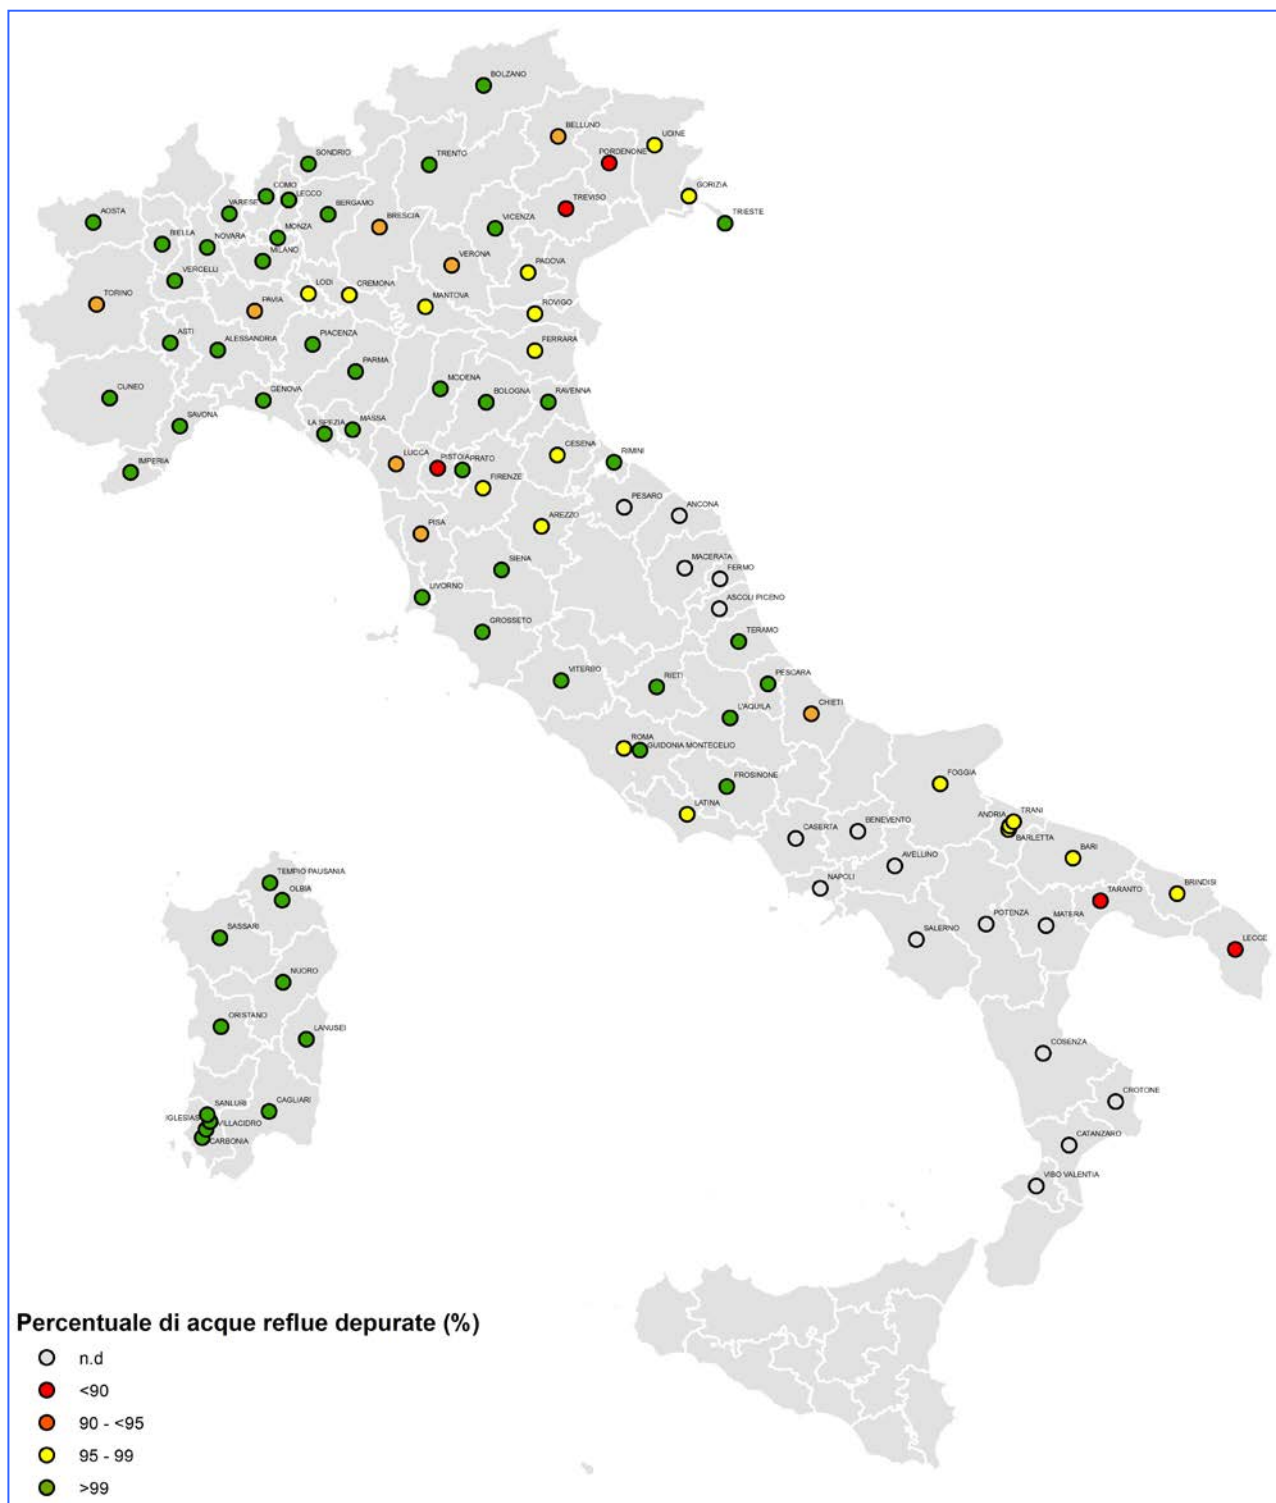 BOLZANO
BELLUNO
UDINE
SONDRIO
TRENTO
PORDENONE
COMO
LECCO
GORIZIA
AOSTA
VARESE
BERGAMO
TREVISO
BRESCIA
VICENZA
TRIESTE
BIELLA
NOVARA
MONZA
MILANO
VERONA
PADOVA
VERCELLI
LODI
CREMONA
TORINO
PAVIA
MANTOVA
ROVIGO
ASTI
ALESSANDRIA
PIACENZA
FERRARA
PARMA
CUNEO
GENOVA
MODENA
BOLOGNA
RAVENNA
SAVONA
LA SPEZIA
MASSA
IMPERIA
LUCCA
PISTOIA
PRATO
CESENA
RIMINI
FIRENZE
PESARO
ANCONA
PISA
AREZZO
SIENA
MACERATA
FERMO
LIVORNO
ASCOLI PICENO
GROSSETO
TERAMO
VITERBO
RIETI
PESCARA
L'AQUILA
CHIETI
ROMA
GUIDONIA MONTECELIO
FROSINONE
FOGGIA
LATINA
ANDRIA
TRANI
CASERTA
BENEVENTO
BARLETTA
BARI
AVELLINO
NAPOLI
TEMPIO PAUSANIA
OLBIA
TARANTO
BRINDISI
SASSARI
SALERNO
POTENZA
MATERA
LECCE
NUORO
ORISTANO
LANUSEI
COSENZA
SANLURI
CAGLIARI
IGLESIAS
VILLACIDRO
CARBONIA
CROTONE
CATANZARO
VIBO VALENTIA
Percentuale di acque reflue depurate (%)
n.d
<90
90 - <95
95 - 99
>99